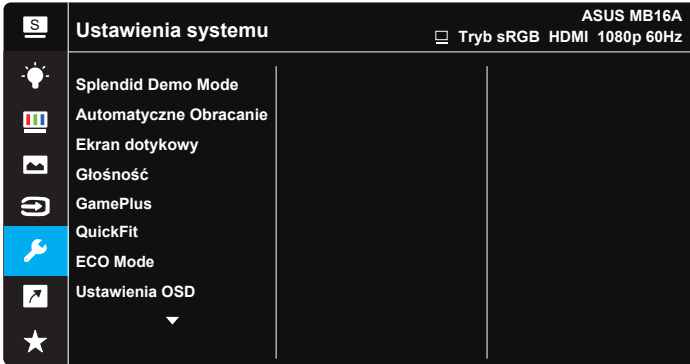 S
Ustawienia systemu
ASUS MB16A
Tryb sRGB HDMI 1080p 60Hz
Splendid Demo Mode
Automatyczne Obracanie
Ekran dotykowy
Głośność
GamePlus
QuickFit
ECO Mode
Ustawienia OSD